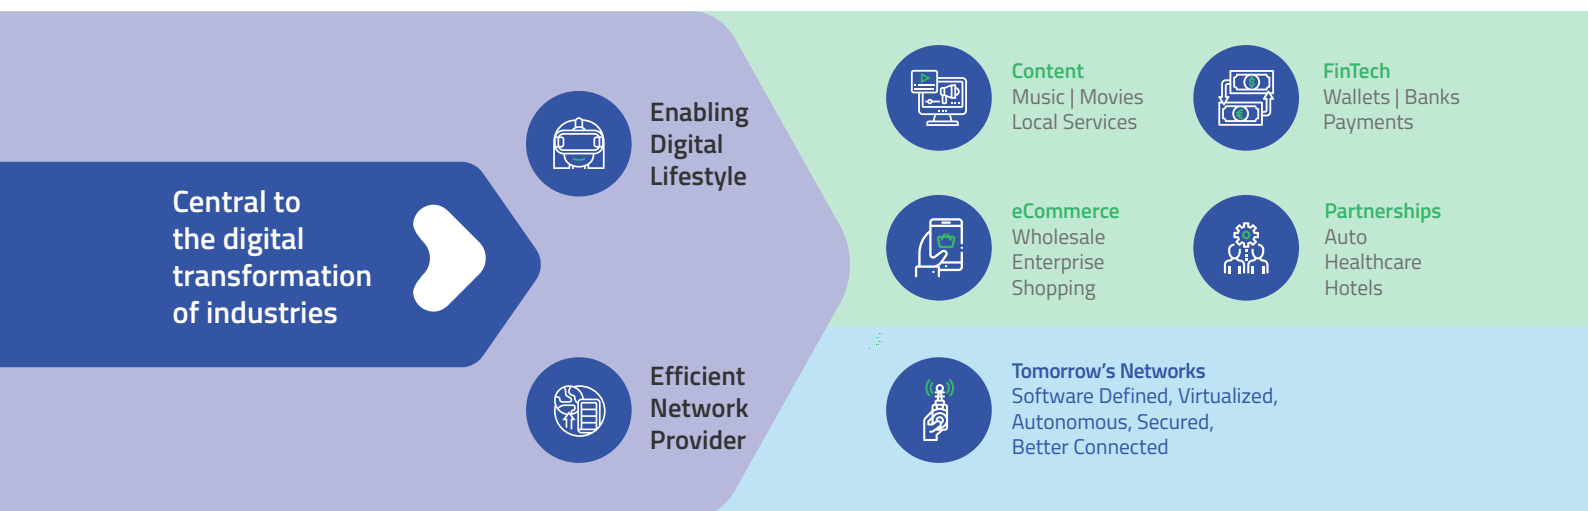 Central to
the digital
transformation
of industries
Enabling
Digital
Lifestyle
Efficient
Network
Provider
Content
Music | Movies
Local Services
FinTech
Wallets | Banks
Payments
eCommerce
Wholesale
Enterprise
Shopping
Partnerships
Auto
Healthcare
Hotels
Tomorrow's Networks
Software Defined, Virtualized,
Autonomous, Secured,
Better Connected